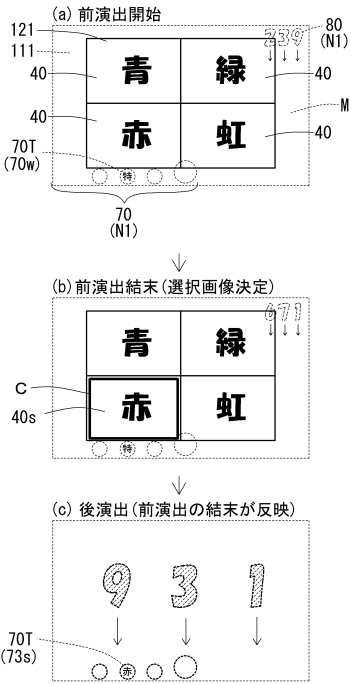 (a) 前演出開始
121
111
239
80
(N1)
40
青
緑
40
40
赤
虹
40
M
70T
(70w)
特
70
(N1)
(b) 前演出結末(選択画像決定)
671
青
緑
C
赤
虹
40s
特
(c) 後演出(前演出の結末が反映)
9 3 1
70T
(73s)
赤